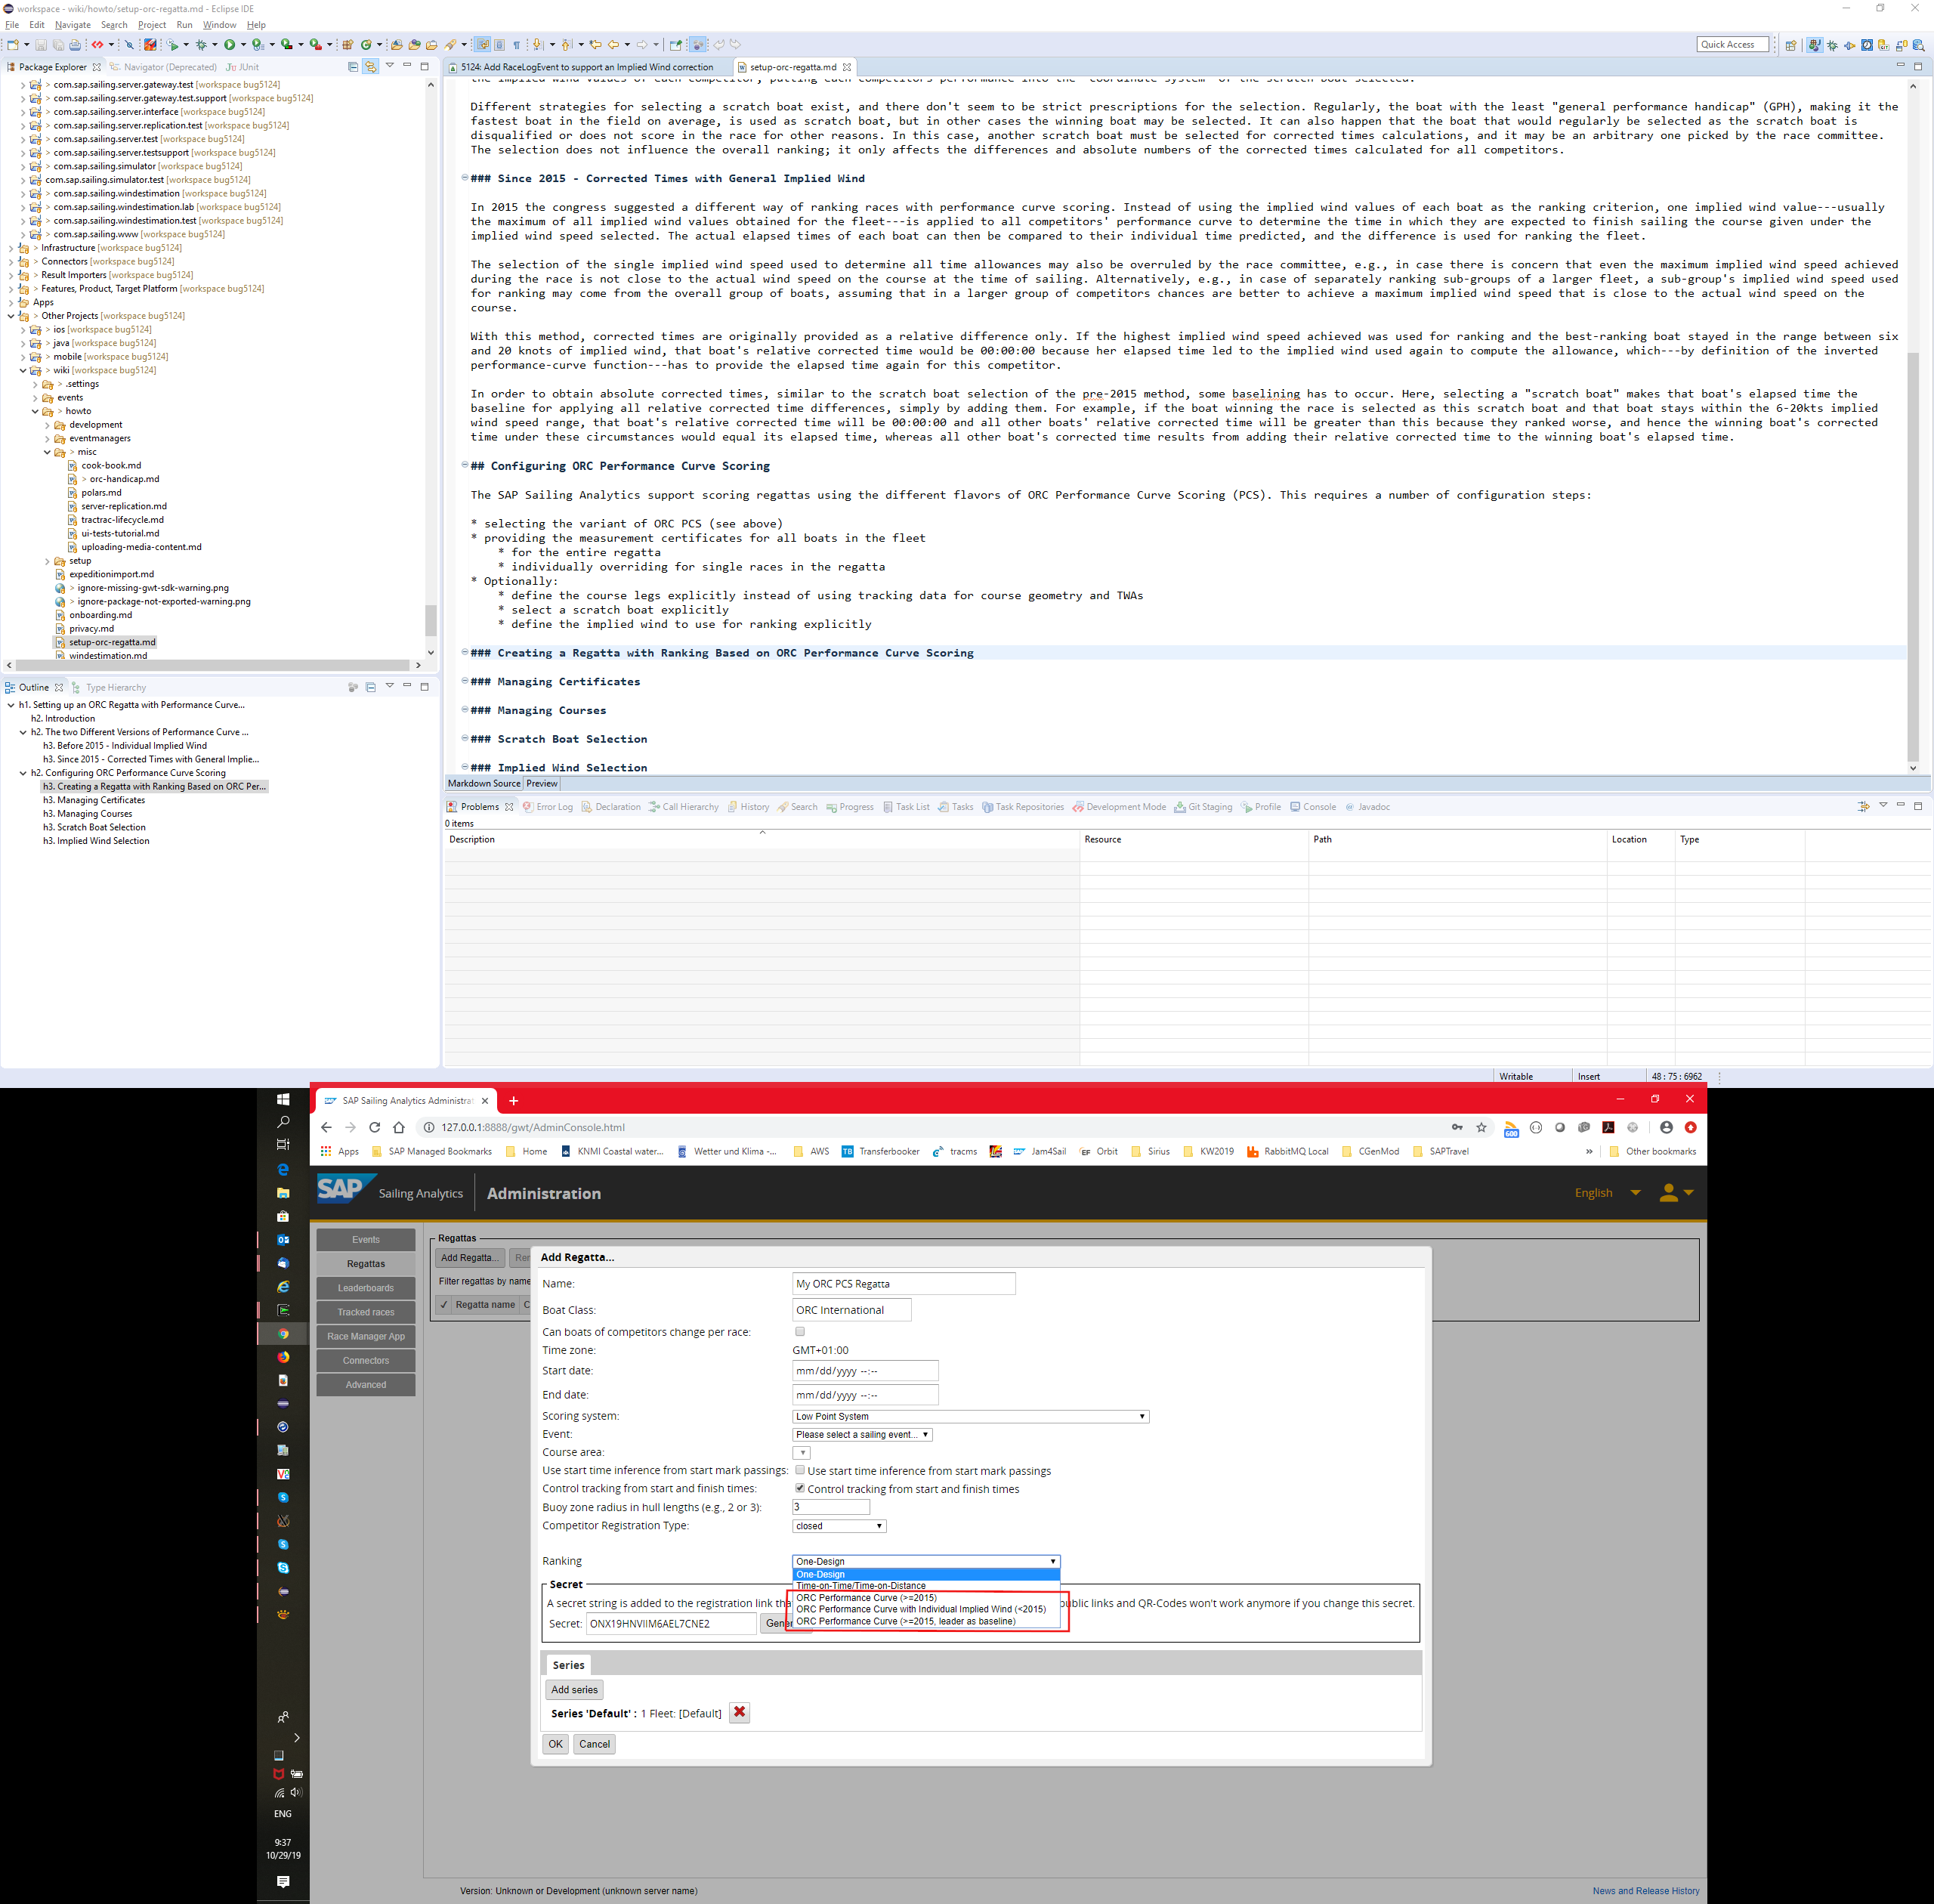 workspace - wiki/howto/setup-orc-regatta.md - Eclipse IDE
File Edit Navigate Search Project Run Window Help
Quick Access
Package Explorer Navigator (Deprecated) JUnit
> com.sap.sailing.server.gateway.test [workspace bug5124]
> com.sap.sailing.server.gateway.test.support [workspace bug5124]
> com.sap.sailing.server.interface [workspace bug5124]
> com.sap.sailing.server.replication.test [workspace bug5124]
> com.sap.sailing.server.test [workspace bug5124]
> com.sap.sailing.server.testsupport [workspace bug5124]
> com.sap.sailing.simulator [workspace bug5124]
com.sap.sailing.simulator.test [workspace bug5124]
> com.sap.sailing.windestimation [workspace bug5124]
> com.sap.sailing.windestimation.lab [workspace bug5124]
> com.sap.sailing.windestimation.test [workspace bug5124]
> com.sap.sailing.www [workspace bug5124]
> Infrastructure [workspace bug5124]
> Connectors [workspace bug5124]
> Result Importers [workspace bug5124]
> Features, Product, Target Platform [workspace bug5124]
Apps
> Other Projects [workspace bug5124]
> ios [workspace bug5124]
> java [workspace bug5124]
> mobile [workspace bug5124]
> wiki [workspace bug5124]
> .settings
events
> howto
development
eventmanagers
> misc
cook-book.md
> orc-handicap.md
polars.md
server-replication.md
tractrac-lifecycle.md
ui-tests-tutorial.md
uploading-media-content.md
setup
expeditionimport.md
> ignore-missing-gwt-sdk-warning.png
> ignore-package-not-exported-warning.png
onboarding.md
privacy.md
setup-orc-regatta.md
windestimation.md
Outline Type Hierarchy
h1. Setting up an ORC Regatta with Performance Curve...
h2. Introduction
h2. The two Different Versions of Performance Curve ...
h3. Before 2015 - Individual Implied Wind
h3. Since 2015 - Corrected Times with General Implie...
h2. Configuring ORC Performance Curve Scoring
h3. Creating a Regatta with Ranking Based on ORC Per...
h3. Managing Certificates
h3. Managing Courses
h3. Scratch Boat Selection
h3. Implied Wind Selection
5124: Add RaceLogEvent to support an Implied Wind correction setup-orc-regatta.md
the implied wind values of each competitor, putting each competitors performance into the "coordinate system" of the scratch boat selected.
Different strategies for selecting a scratch boat exist, and there don't seem to be strict prescriptions for the selection. Regularly, the boat with the least "general performance handicap" (GPH), making it the
fastest boat in the field on average, is used as scratch boat, but in other cases the winning boat may be selected. It can also happen that the boat that would regularly be selected as the scratch boat is
disqualified or does not score in the race for other reasons. In this case, another scratch boat must be selected for corrected times calculations, and it may be an arbitrary one picked by the race committee.
The selection does not influence the overall ranking; it only affects the differences and absolute numbers of the corrected times calculated for all competitors.
### Since 2015 - Corrected Times with General Implied Wind
In 2015 the congress suggested a different way of ranking races with performance curve scoring. Instead of using the implied wind values of each boat as the ranking criterion, one implied wind value---usually
the maximum of all implied wind values obtained for the fleet---is applied to all competitors' performance curve to determine the time in which they are expected to finish sailing the course given under the
implied wind speed selected. The actual elapsed times of each boat can then be compared to their individual time predicted, and the difference is used for ranking the fleet.
The selection of the single implied wind speed used to determine all time allowances may also be overruled by the race committee, e.g., in case there is concern that even the maximum implied wind speed achieved
during the race is not close to the actual wind speed on the course at the time of sailing. Alternatively, e.g., in case of separately ranking sub-groups of a larger fleet, a sub-group's implied wind speed used
for ranking may come from the overall group of boats, assuming that in a larger group of competitors chances are better to achieve a maximum implied wind speed that is close to the actual wind speed on the
course.
With this method, corrected times are originally provided as a relative difference only. If the highest implied wind speed achieved was used for ranking and the best-ranking boat stayed in the range between six
and 20 knots of implied wind, that boat's relative corrected time would be 00:00:00 because her elapsed time led to the implied wind used again to compute the allowance, which---by definition of the inverted
performance-curve function---has to provide the elapsed time again for this competitor.
In order to obtain absolute corrected times, similar to the scratch boat selection of the pre-2015 method, some baselining has to occur. Here, selecting a "scratch boat" makes that boat's elapsed time the
baseline for applying all relative corrected time differences, simply by adding them. For example, if the boat winning the race is selected as this scratch boat and that boat stays within the 6-20kts implied
wind speed range, that boat's relative corrected time will be 00:00:00 and all other boats' relative corrected time will be greater than this because they ranked worse, and hence the winning boat's corrected
time under these circumstances would equal its elapsed time, whereas all other boat's corrected time results from adding their relative corrected time to the winning boat's elapsed time.
## Configuring ORC Performance Curve Scoring
The SAP Sailing Analytics support scoring regattas using the different flavors of ORC Performance Curve Scoring (PCS). This requires a number of configuration steps:
* selecting the variant of ORC PCS (see above)
* providing the measurement certificates for all boats in the fleet
* for the entire regatta
* individually overriding for single races in the regatta
* Optionally:
* define the course legs explicitly instead of using tracking data for course geometry and TWAs
* select a scratch boat explicitly
* define the implied wind to use for ranking explicitly
### Creating a Regatta with Ranking Based on ORC Performance Curve Scoring
### Managing Certificates
### Managing Courses
### Scratch Boat Selection
### Implied Wind Selection
Markdown Source Preview
Problems Error Log Declaration Call Hierarchy History Search Progress Task List Tasks Task Repositories Development Mode Git Staging Profile Console Javadoc
0 items
Description Resource Path Location Type
Writable Insert 48 : 75 : 6962
SAP Sailing Analytics Administrat
127.0.0.1:8888/gwt/AdminConsole.html
600
Apps SAP Managed Bookmarks Home KNMI Coastal water... Wetter und Klima -... AWS TB Transferbooker tracms Jam4Sail EF Orbit Sirius KW2019 RabbitMQ Local CGenMod SAPTravel » Other bookmarks
SAP Sailing Analytics Administration English
Events
Regattas
Leaderboards
Tracked races
Race Manager App
Connectors
Advanced
Regattas
Add Regatta... Rer
Filter regattas by name
Regatta name C
Add Regatta...
Name: My ORC PCS Regatta
Boat Class: ORC International
Can boats of competitors change per race:
Time zone: GMT+01:00
Start date: mm/dd/yyyy --:--
End date: mm/dd/yyyy --:--
Scoring system: Low Point System
Event: Please select a sailing event...
Course area:
Use start time inference from start mark passings: Use start time inference from start mark passings
Control tracking from start and finish times: Control tracking from start and finish times
Buoy zone radius in hull lengths (e.g., 2 or 3): 3
Competitor Registration Type: closed
Ranking One-Design
One-Design
Time-on-Time/Time-on-Distance
ORC Performance Curve (>=2015)
ORC Performance Curve with Individual Implied Wind (<2015)
ORC Performance Curve (>=2015, leader as baseline)
Secret
A secret string is added to the registration link tha ublic links and QR-Codes won't work anymore if you change this secret.
Secret: ONX19HNVIIM6AEL7CNE2 Gener
Series
Add series
Series 'Default' : 1 Fleet: [Default]
OK Cancel
ENG
9:37
10/29/19
Version: Unknown or Development (unknown server name) News and Release History